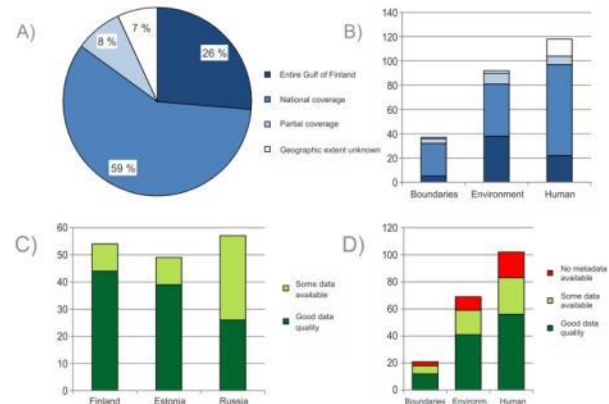 A)
7 %
8 %
26 %
59 %
Entire Gulf of Finland
National coverage
Partial coverage
Geographic extent unknown
B)
140
120
100
80
60
40
20
0
Boundaries Environment Human
C)
60
50
40
30
20
10
0
Finland Estonia Russia
Some data
available
Good data
quality
D)
120
100
80
60
40
20
0
Boundaries Environm. Human
No metadata
available
Some data
available
Good data
quality